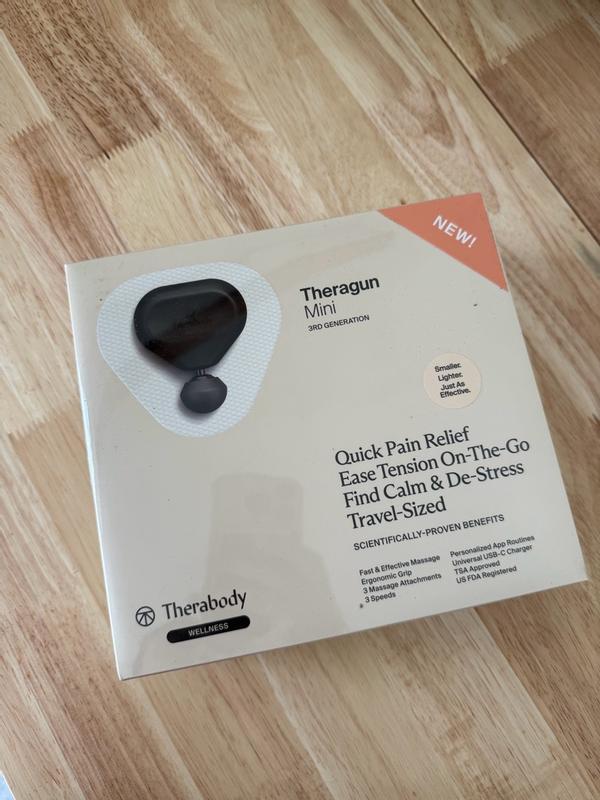 NEW!
Theragun
Mini
3RD GENERATION
Smaller.
Lighter.
Just As
Effective.
Quick Pain Relief
Ease Tension On-The-Go
Find Calm & De-Stress
Travel-Sized
SCIENTIFICALLY-PROVEN BENEFITS
Fast & Effective Massage
Ergonomic Grip
3 Massage Attachments
3 Speeds
Personalized App Routines
Universal USB-C Charger
TSA Approved
US FDA Registered
Therabody
WELLNESS